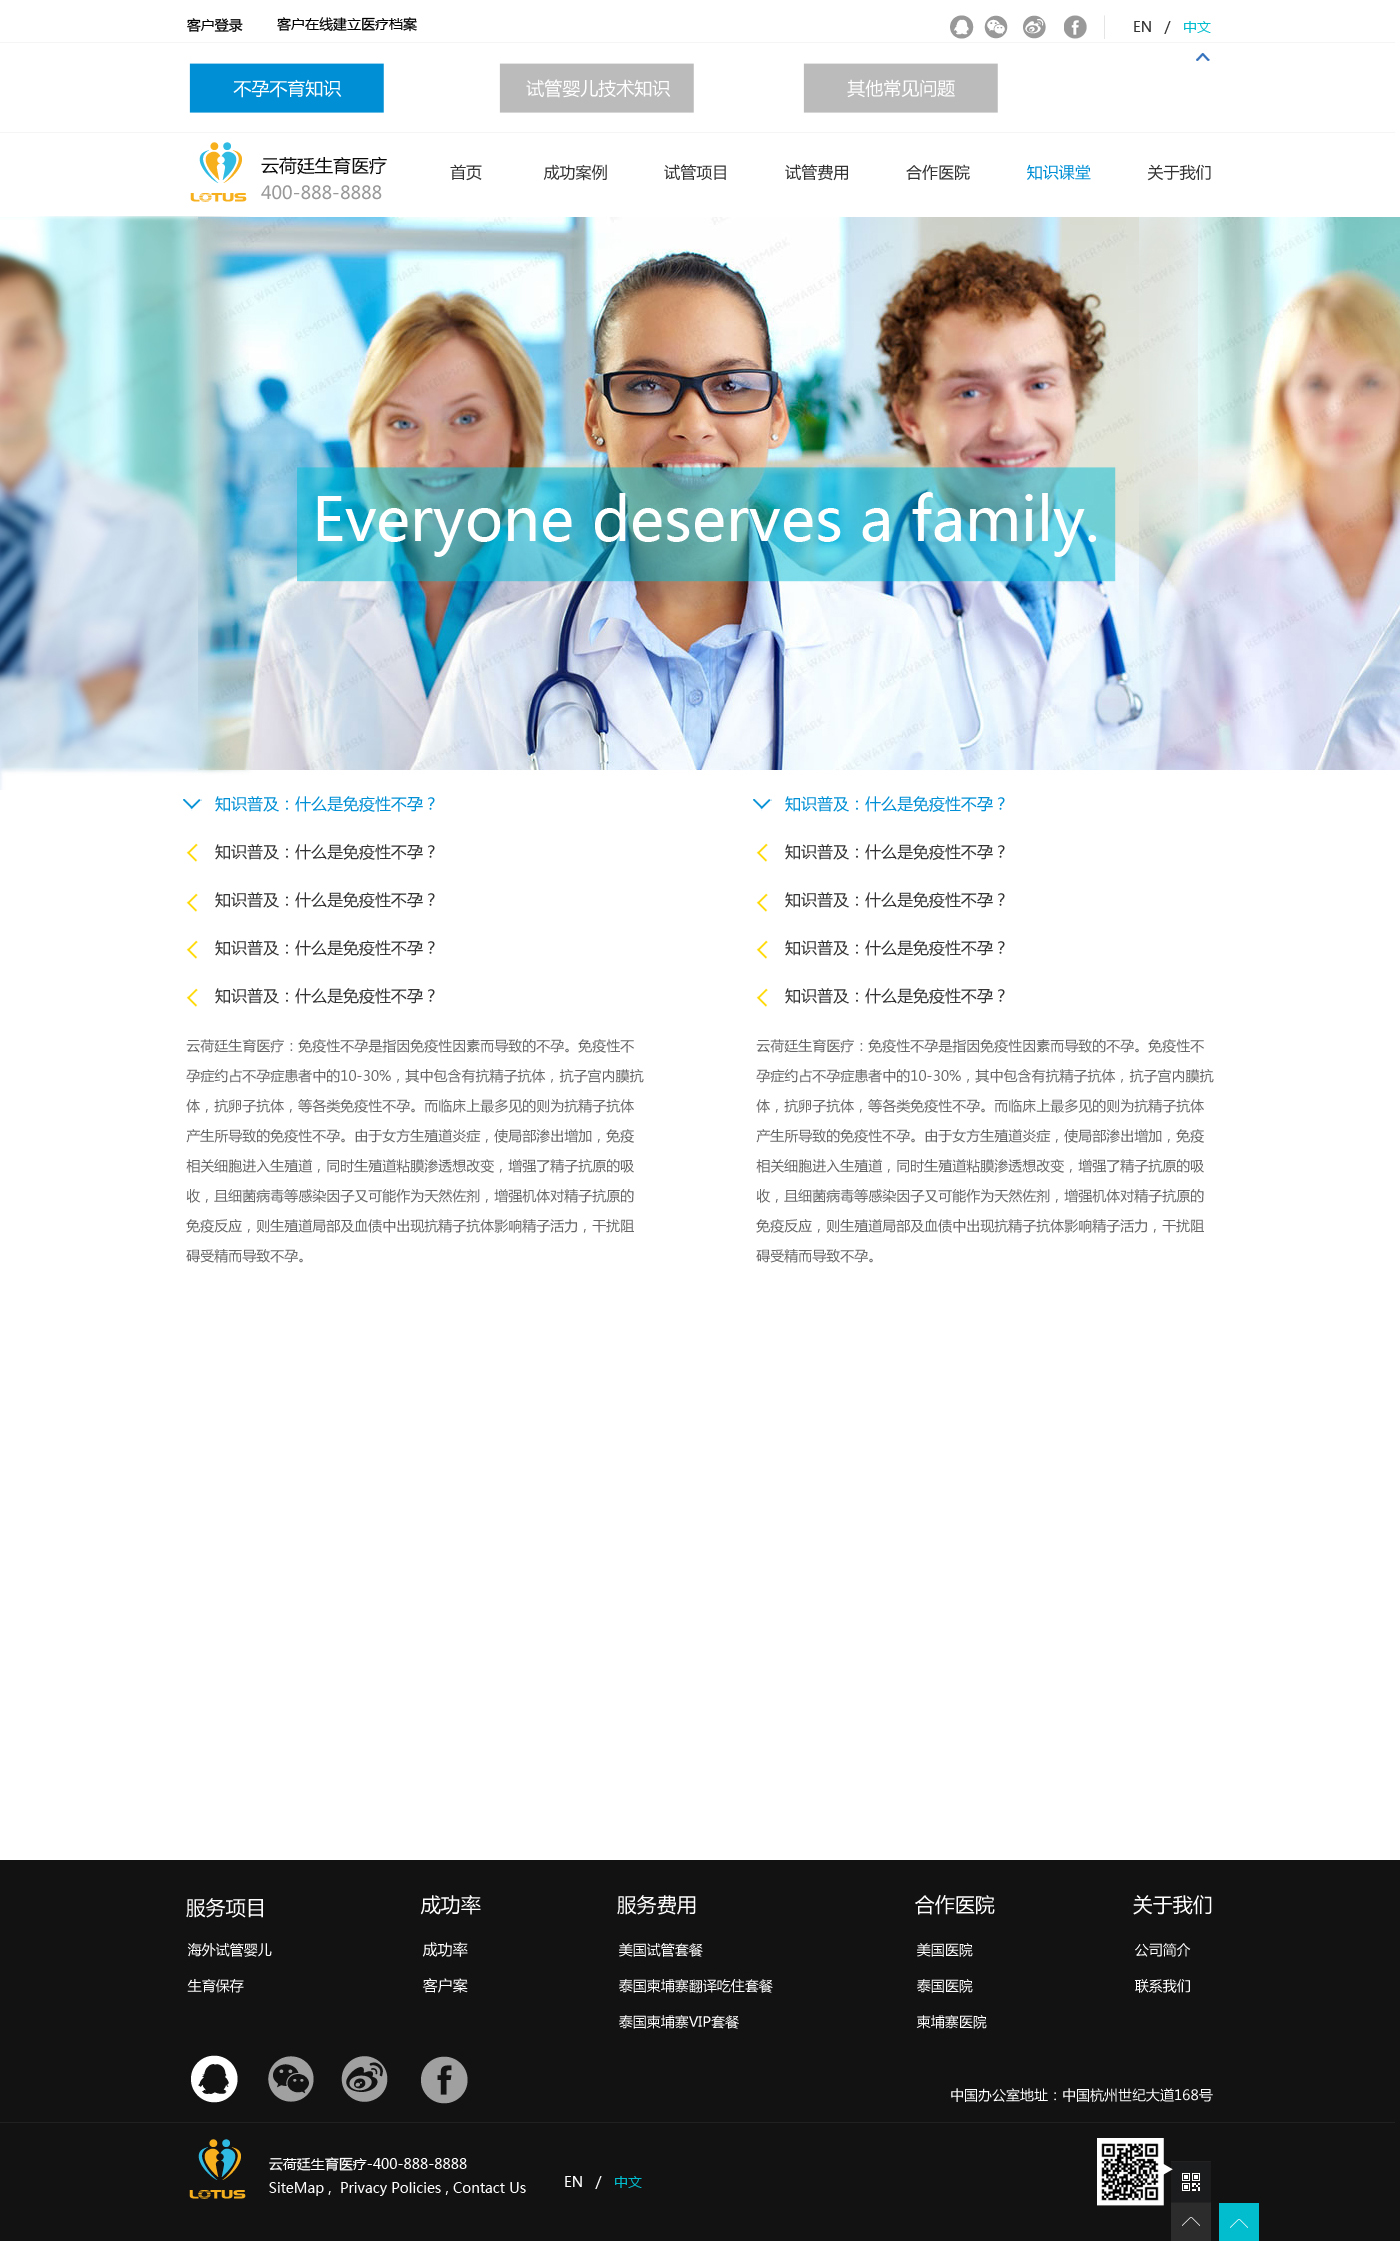 客户登录 客户在线建立医疗档案 EN / 中文
不孕不育知识 试管婴儿技术知识 其他常见问题
云荷廷生育医疗
400-888-8888
LOTUS
首页 成功案例 试管项目 试管费用 合作医院 知识课堂 关于我们
Everyone deserves a family.
知识普及：什么是免疫性不孕？
知识普及：什么是免疫性不孕？
知识普及：什么是免疫性不孕？
知识普及：什么是免疫性不孕？
知识普及：什么是免疫性不孕？
云荷廷生育医疗：免疫性不孕是指因免疫性因素而导致的不孕。免疫性不
孕症约占不孕症患者中的10-30%，其中包含有抗精子抗体，抗子宫内膜抗
体，抗卵子抗体，等各类免疫性不孕。而临床上最多见的则为抗精子抗体
产生所导致的免疫性不孕。由于女方生殖道炎症，使局部渗出增加，免疫
相关细胞进入生殖道，同时生殖道粘膜渗透想改变，增强了精子抗原的吸
收，且细菌病毒等感染因子又可能作为天然佐剂，增强机体对精子抗原的
免疫反应，则生殖道局部及血债中出现抗精子抗体影响精子活力，干扰阻
碍受精而导致不孕。
知识普及：什么是免疫性不孕？
知识普及：什么是免疫性不孕？
知识普及：什么是免疫性不孕？
知识普及：什么是免疫性不孕？
知识普及：什么是免疫性不孕？
云荷廷生育医疗：免疫性不孕是指因免疫性因素而导致的不孕。免疫性不
孕症约占不孕症患者中的10-30%，其中包含有抗精子抗体，抗子宫内膜抗
体，抗卵子抗体，等各类免疫性不孕。而临床上最多见的则为抗精子抗体
产生所导致的免疫性不孕。由于女方生殖道炎症，使局部渗出增加，免疫
相关细胞进入生殖道，同时生殖道粘膜渗透想改变，增强了精子抗原的吸
收，且细菌病毒等感染因子又可能作为天然佐剂，增强机体对精子抗原的
免疫反应，则生殖道局部及血债中出现抗精子抗体影响精子活力，干扰阻
碍受精而导致不孕。
服务项目
海外试管婴儿
生育保存
成功率
成功率
客户案
服务费用
美国试管套餐
泰国柬埔寨翻译吃住套餐
泰国柬埔寨VIP套餐
合作医院
美国医院
泰国医院
柬埔寨医院
关于我们
公司简介
联系我们
中国办公室地址：中国杭州世纪大道168号
LOTUS
云荷廷生育医疗-400-888-8888
SiteMap , Privacy Policies , Contact Us
EN / 中文